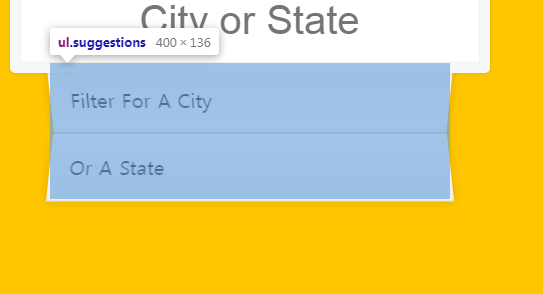 City or State
ul.suggestions 400 × 136
Filter For A City
Or A State